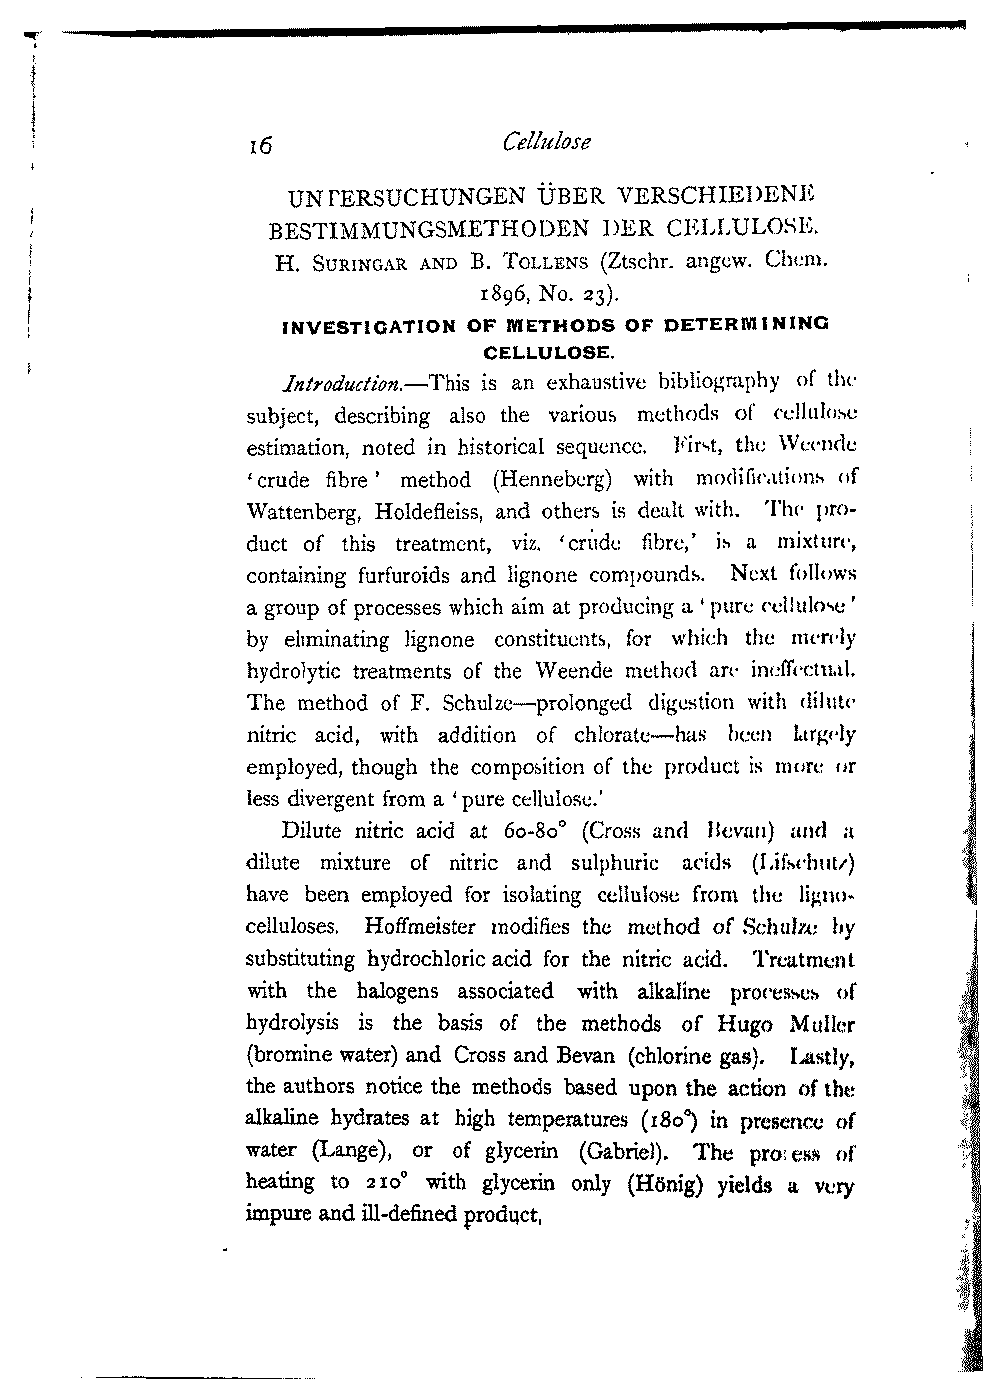 16 Cellulose
UNTERSUCHUNGEN ÜBER VERSCHIEDENE
BESTIMMUNGSMETHODEN DER CELLULOSE.
H. SURINGAR AND B. TOLLENS (Ztschr. angew. Chem.
1896, No. 23).
INVESTIGATION OF METHODS OF DETERMINING
CELLULOSE.
Introduction.—This is an exhaustive bibliography of the
subject, describing also the various methods of cellulose
estimation, noted in historical sequence. First, the Weende
‘crude fibre’ method (Henneberg) with modifications of
Wattenberg, Holdefleiss, and others is dealt with. The pro-
duct of this treatment, viz. ‘crude fibre,’ is a mixture,
containing furfuroids and lignone compounds. Next follows
a group of processes which aim at producing a ‘pure cellulose’
by eliminating lignone constituents, for which the merely
hydrolytic treatments of the Weende method are ineffectual.
The method of F. Schulze—prolonged digestion with dilute
nitric acid, with addition of chlorate—has been largely
employed, though the composition of the product is more or
less divergent from a ‘pure cellulose.’
Dilute nitric acid at 60-80° (Cross and Bevan) and a
dilute mixture of nitric and sulphuric acids (Lifschutz)
have been employed for isolating cellulose from the ligno-
celluloses. Hoffmeister modifies the method of Schulze by
substituting hydrochloric acid for the nitric acid. Treatment
with the halogens associated with alkaline processes of
hydrolysis is the basis of the methods of Hugo Muller
(bromine water) and Cross and Bevan (chlorine gas). Lastly,
the authors notice the methods based upon the action of the
alkaline hydrates at high temperatures (180°) in presence of
water (Lange), or of glycerin (Gabriel). The process of
heating to 210° with glycerin only (Hönig) yields a very
impure and ill-defined product.